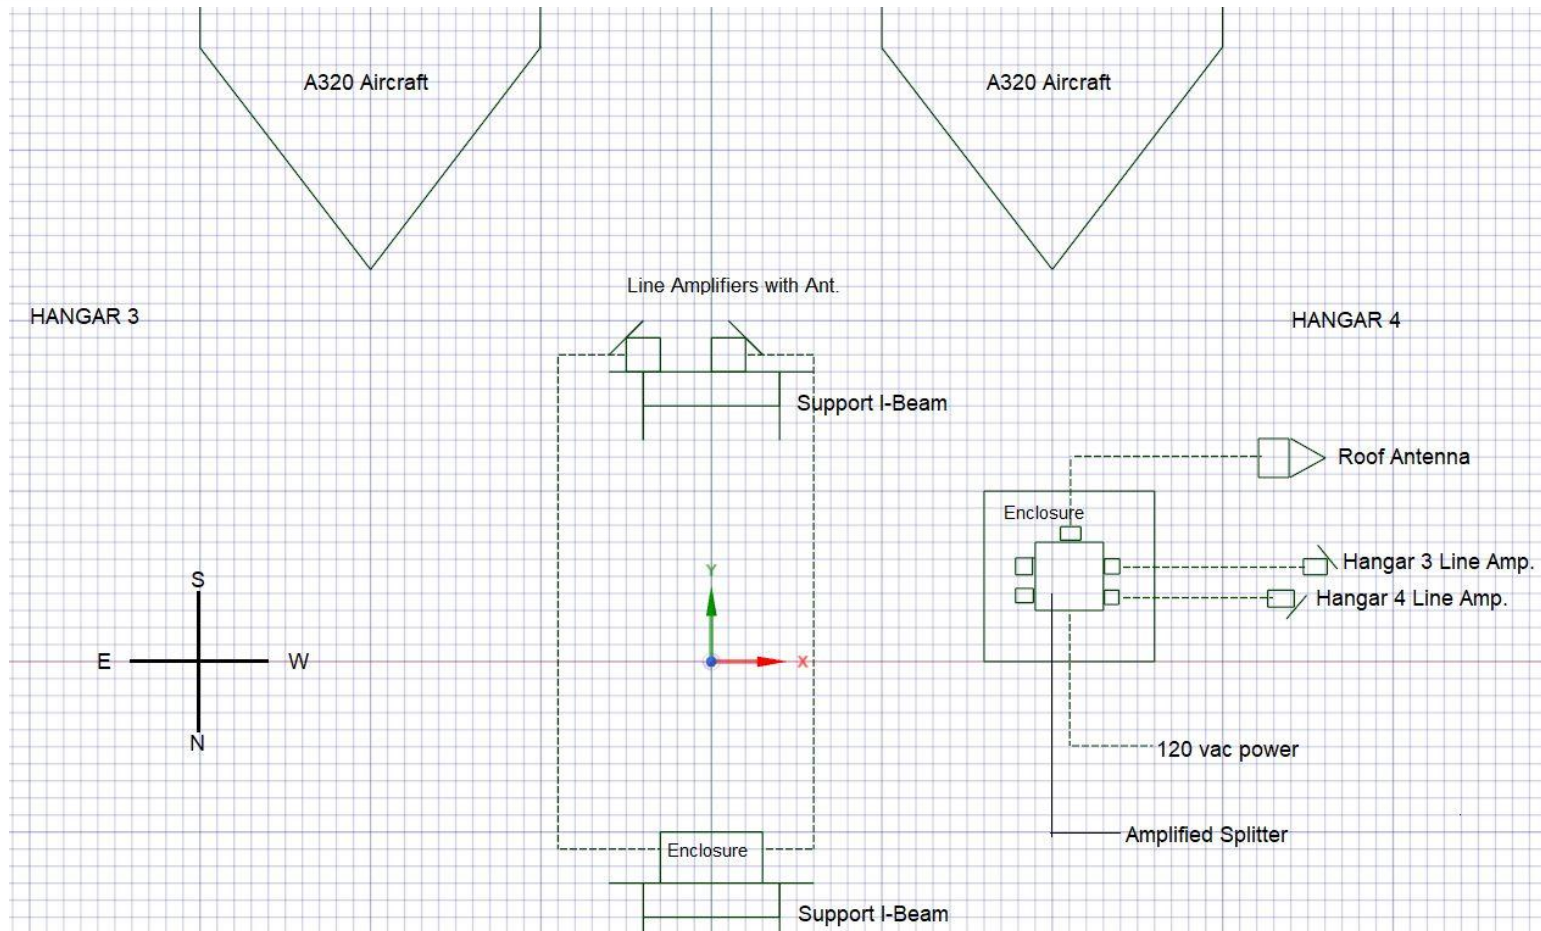 A320 Aircraft
A320 Aircraft
Line Amplifiers with Ant.
HANGAR 3
HANGAR 4
Support I-Beam
Roof Antenna
Enclosure
Hangar 3 Line Amp.
Hangar 4 Line Amp.
S
Y
E
W
X
N
120 vac power
Amplified Splitter
Enclosure
Support I-Beam